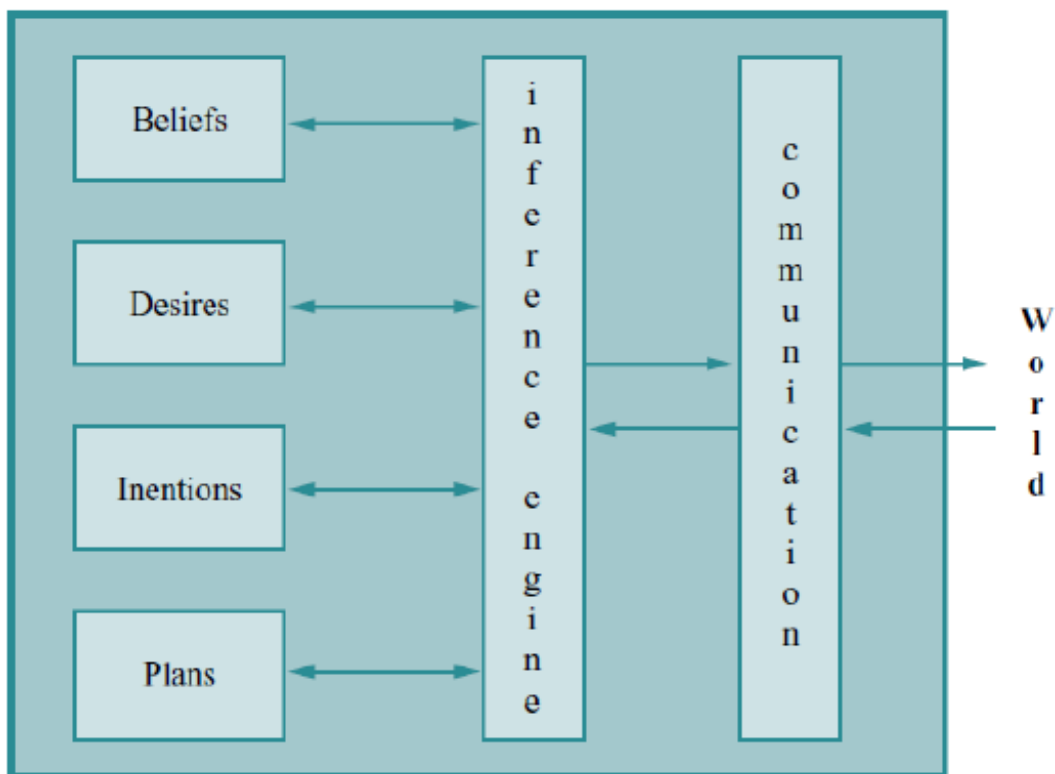 Beliefs
Desires
Inentions
Plans
inference engine
communication
World